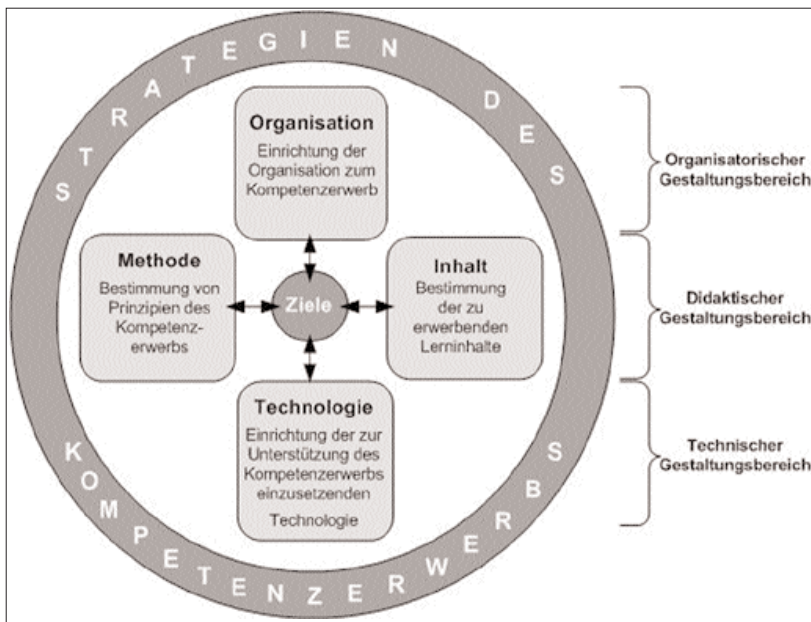 STRATEGIEN DES
KOMPETENZERWERBS
Organisation
Einrichtung der
Organisation zum
Kompetenzerwerb
Methode
Bestimmung von
Prinzipien des
Kompetenz-
erwerbs
Ziele
Inhalt
Bestimmung
der zu
erwerbenden
Lerninhalte
Technologie
Einrichtung der zur
Unterstützung des
Kompetenzerwerbs
einzusetzenden
Technologie
Organisatorischer
Gestaltungsbereich
Didaktischer
Gestaltungsbereich
Technischer
Gestaltungsbereich